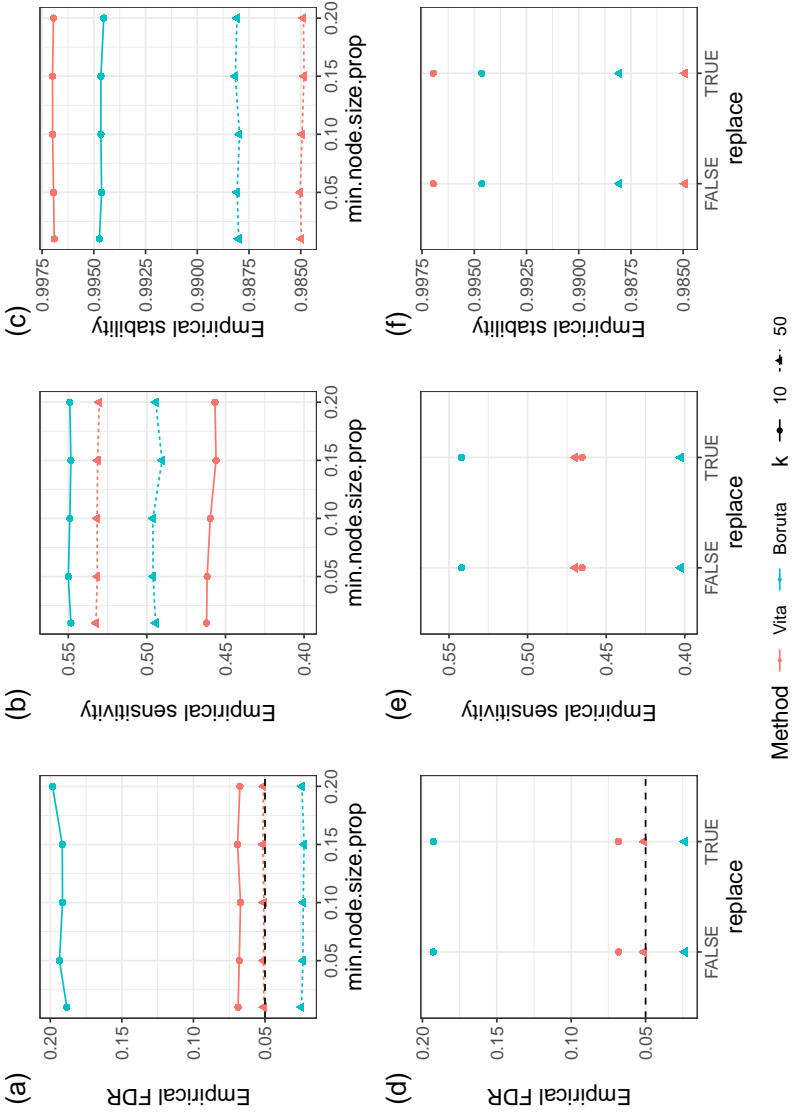 (a)
Empirical FDR
0.20
0.15
0.10
0.05
0.05
0.10
0.15
0.20
min.node.size.prop
(b)
Empirical sensitivity
0.55
0.50
0.45
0.40
0.05
0.10
0.15
0.20
min.node.size.prop
(c)
Empirical stability
0.9975
0.9950
0.9925
0.9900
0.9875
0.9850
0.05
0.10
0.15
0.20
min.node.size.prop
(d)
Empirical FDR
0.20
0.15
0.10
0.05
FALSE
TRUE
replace
(e)
Empirical sensitivity
0.55
0.50
0.45
0.40
FALSE
TRUE
replace
(f)
Empirical stability
0.9975
0.9950
0.9925
0.9900
0.9875
0.9850
FALSE
TRUE
replace
Method Vita Boruta k 10 50